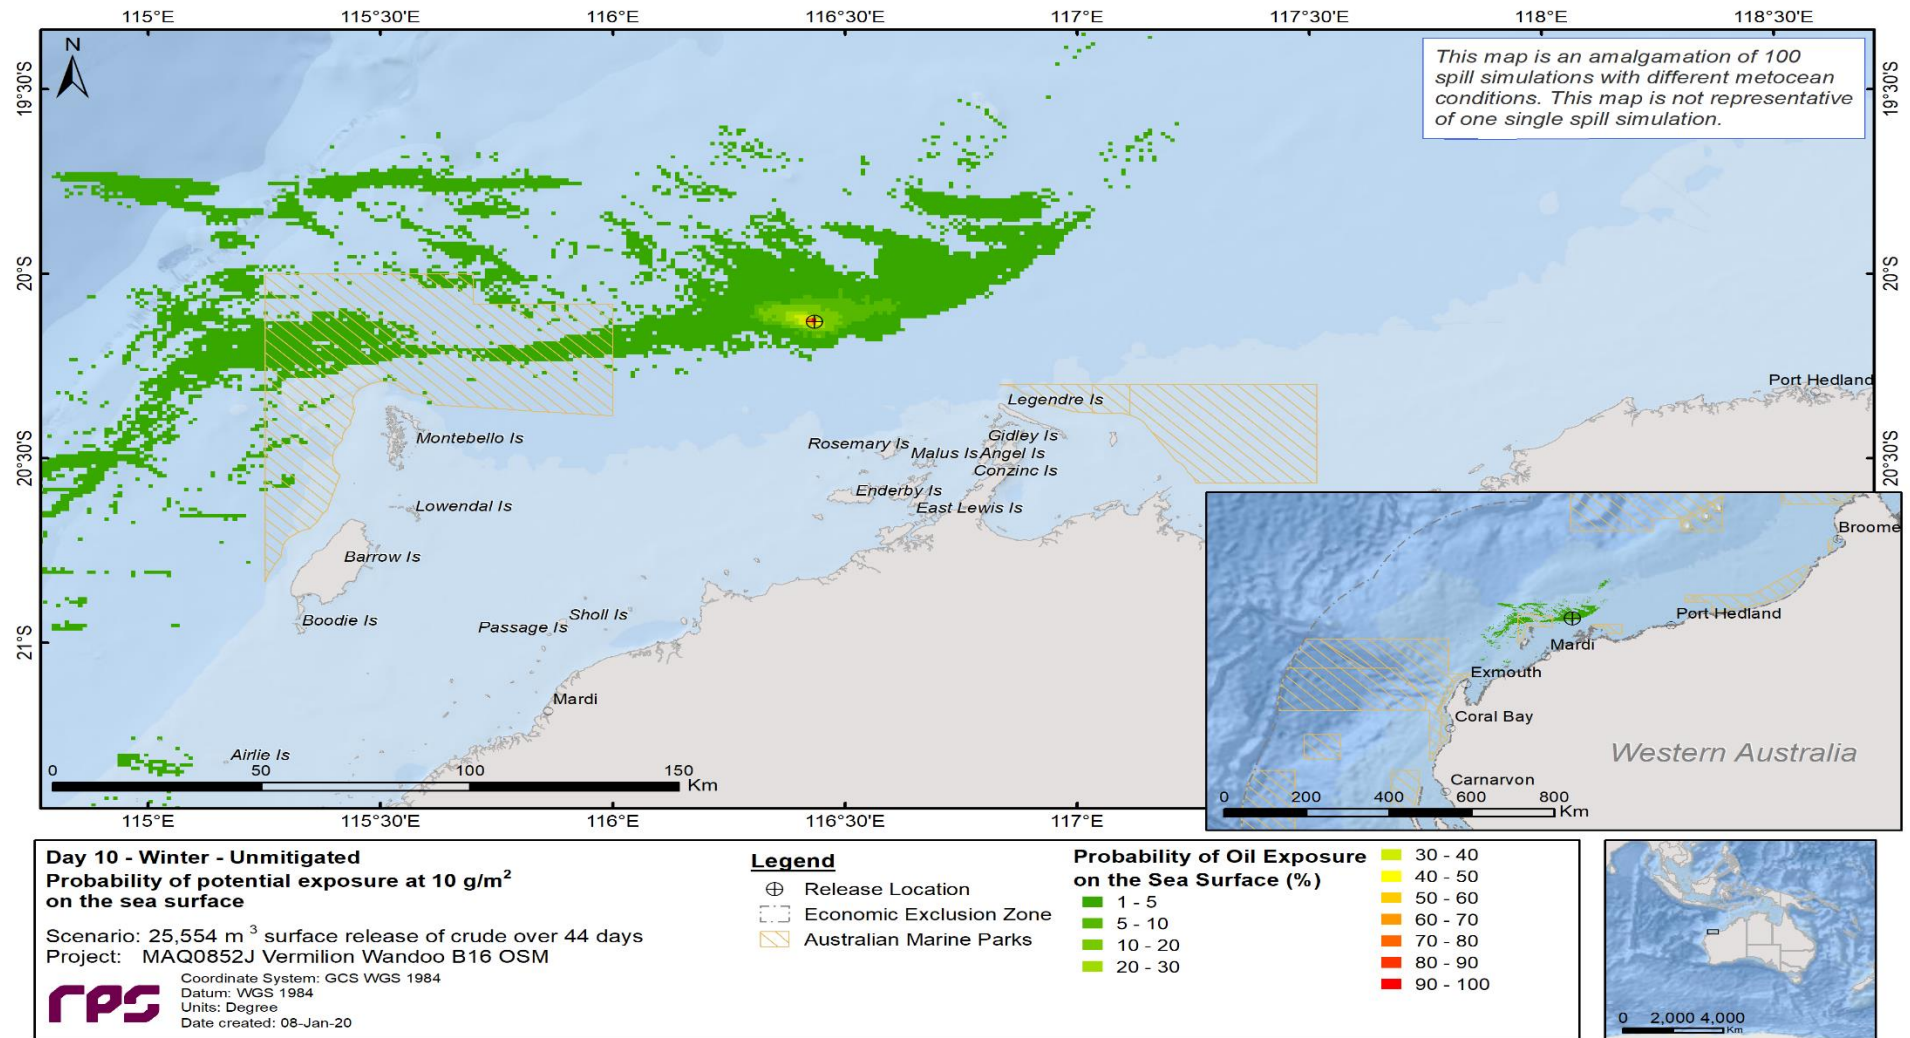 115°E 115°30'E 116°E 116°30'E 117°E 117°30'E 118°E 118°30'E
N
This map is an amalgamation of 100
spill simulations with different metocean
conditions. This map is not representative
of one single spill simulation.
19°30'S 19°30'S
20°S 20°S
20°30'S 20°30'S
21°S
Port Hedland
Legendre Is
Montebello Is
Rosemary Is
Gidley Is
Malus Is
Angel Is
Conzinc Is
Enderby Is
East Lewis Is
Lowendal Is
Barrow Is
Boodie Is
Passage Is
Sholl Is
Mardi
Airlie Is
0 50 100 150
Km
115°E 115°30'E 116°E 116°30'E 117°E
Broome
Port Hedland
Mardi
Exmouth
Coral Bay
Western Australia
Carnarvon
0 200 400 600 800
Km
Day 10 - Winter - Unmitigated
Probability of potential exposure at 10 g/m²
on the sea surface
Scenario: 25,554 m ³ surface release of crude over 44 days
Project: MAQ0852J Vermilion Wandoo B16 OSM
rps
Coordinate System: GCS WGS 1984
Datum: WGS 1984
Units: Degree
Date created: 08-Jan-20
Legend
Release Location
Economic Exclusion Zone
Australian Marine Parks
Probability of Oil Exposure
on the Sea Surface (%)
1 - 5
5 - 10
10 - 20
20 - 30
30 - 40
40 - 50
50 - 60
60 - 70
70 - 80
80 - 90
90 - 100
0 2,000 4,000
Km